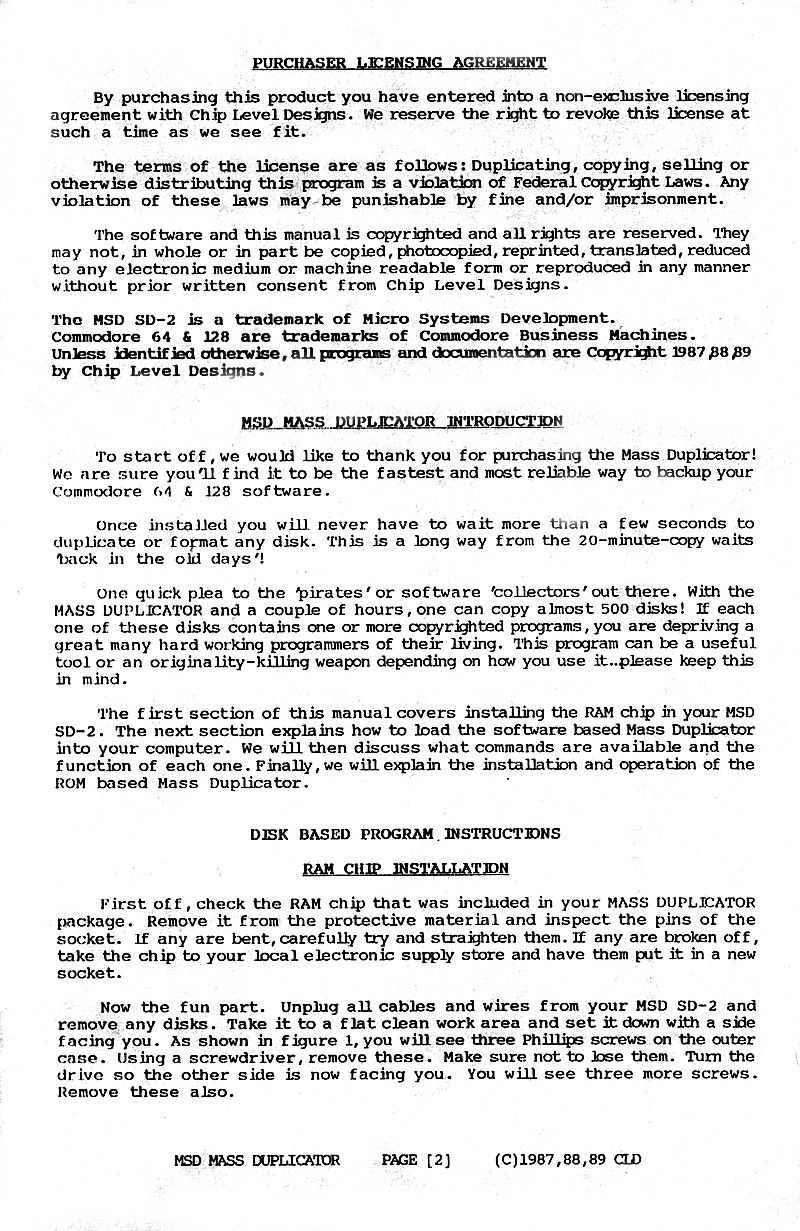 PURCHASER LICENSING AGREEMENT
By purchasing this product you have entered into a non-exclusive licensing
agreement with Chip Level Designs. We reserve the right to revoke this license at
such a time as we see fit.
The terms of the license are as follows: Duplicating, copying, selling or
otherwise distributing this program is a violation of Federal Copyright Laws. Any
violation of these laws may be punishable by fine and/or imprisonment.
The software and this manual is copyrighted and all rights are reserved. They
may not, in whole or in part be copied, photocopied, reprinted, translated, reduced
to any electronic medium or machine readable form or reproduced in any manner
without prior written consent from Chip Level Designs.
The MSD SD-2 is a trademark of Micro Systems Development.
Commodore 64 & 128 are trademarks of Commodore Business Machines.
Unless identified otherwise, all programs and documentation are Copyright 1987,88,89
by Chip Level Designs.
MSD MASS DUPLICATOR INTRODUCTION
To start off, we would like to thank you for purchasing the Mass Duplicator!
We are sure you'll find it to be the fastest and most reliable way to backup your
Commodore 64 & 128 software.
Once installed you will never have to wait more than a few seconds to
duplicate or format any disk. This is a long way from the 20-minute-copy waits
'back in the old days'!
One quick plea to the 'pirates' or software 'collectors' out there. With the
MASS DUPLICATOR and a couple of hours, one can copy almost 500 disks! If each
one of these disks contains one or more copyrighted programs, you are depriving a
great many hard working programmers of their living. This program can be a useful
tool or an originality-killing weapon depending on how you use it..please keep this
in mind.
The first section of this manual covers installing the RAM chip in your MSD
SD-2. The next section explains how to load the software based Mass Duplicator
into your computer. We will then discuss what commands are available and the
function of each one. Finally, we will explain the installation and operation of the
ROM based Mass Duplicator.
DISK BASED PROGRAM INSTRUCTIONS
RAM CHIP INSTALLATION
First off, check the RAM chip that was included in your MASS DUPLICATOR
package. Remove it from the protective material and inspect the pins of the
socket. If any are bent, carefully try and straighten them. If any are broken off,
take the chip to your local electronic supply store and have them put it in a new
socket.
Now the fun part. Unplug all cables and wires from your MSD SD-2 and
remove any disks. Take it to a flat clean work area and set it down with a side
facing you. As shown in figure 1, you will see three Phillips screws on the outer
case. Using a screwdriver, remove these. Make sure not to lose them. Turn the
drive so the other side is now facing you. You will see three more screws.
Remove these also.
MSD MASS DUPLICATOR PAGE [2] (C)1987,88,89 CLD